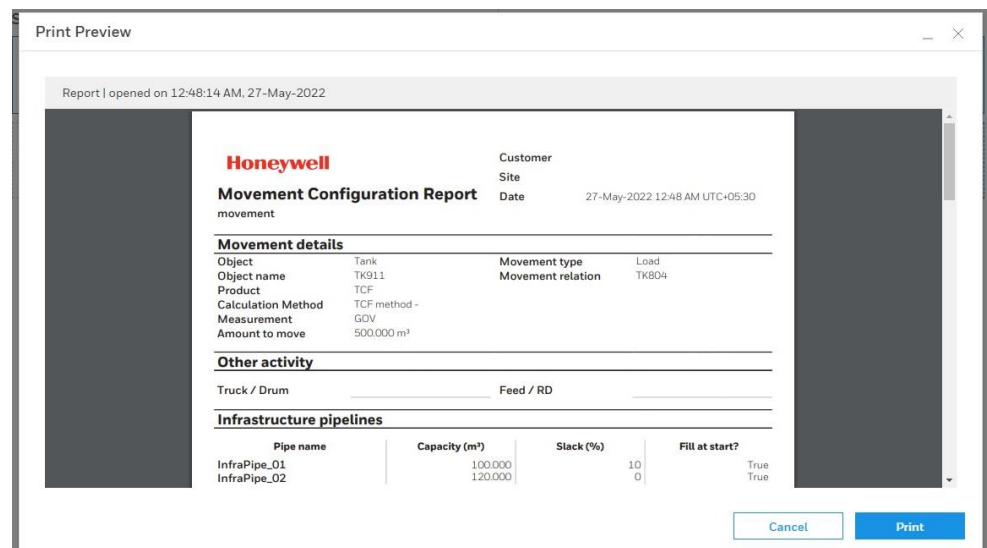 Print Preview
Report | opened on 12:48:14 AM, 27-May-2022
Honeywell
Customer
Site
Movement Configuration Report
Date 27-May-2022 12:48 AM UTC+05:30
movement
Movement details
Object Tank Movement type Load
Object name TK911 Movement relation TK804
Product TCF
Calculation Method TCF method -
Measurement GOV
Amount to move 500.000 m³
Other activity
Truck / Drum Feed / RD
Infrastructure pipelines
Pipe name Capacity (m³) Slack (%) Fill at start?
InfraPipe_01 100.000 10 True
InfraPipe_02 120.000 0 True
Cancel Print